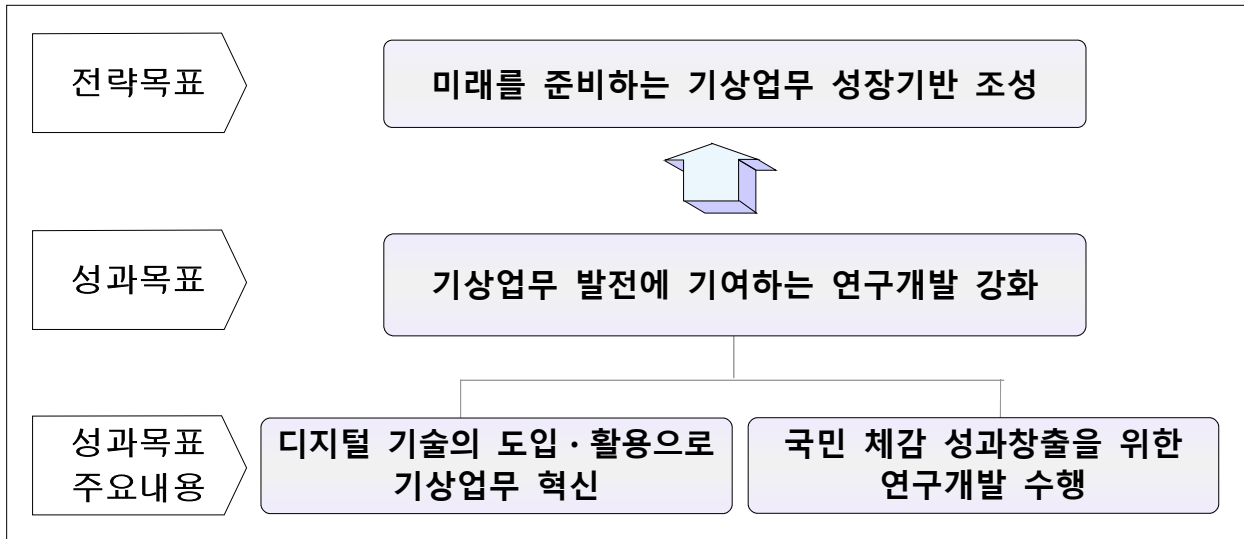 전략목표
미래를 준비하는 기상업무 성장기반 조성
성과목표
기상업무 발전에 기여하는 연구개발 강화
성과목표
주요내용
디지털 기술의 도입·활용으로
기상업무 혁신
국민 체감 성과창출을 위한
연구개발 수행